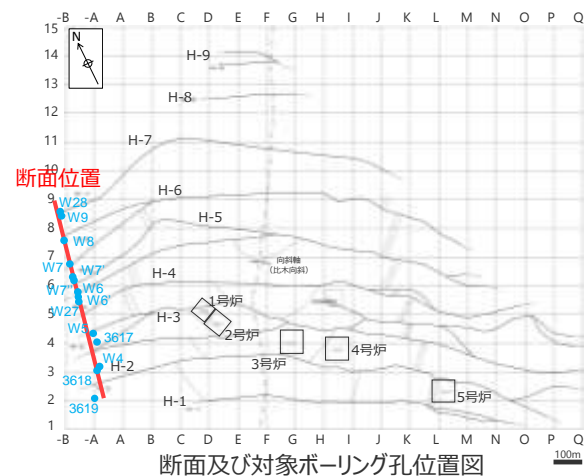 -B -A A B C D E F G H I J K L M N O P Q
15
14
13
12
11
10
9
8
7
6
5
4
3
2
1
N
H-9
H-8
H-7
断面位置
H-6
W28
W9
H-5
W8
向斜軸
(比木向斜)
W7
W7'
H-4
W7"
W6
W6'
W27
1号炉
H-3
2号炉
W5
3617
4号炉
3号炉
W4
H-2
3618
5号炉
3619
H-1
-B -A A B C D E F G H I J K L M N O P Q
断面及び対象ボーリング孔位置図
100m